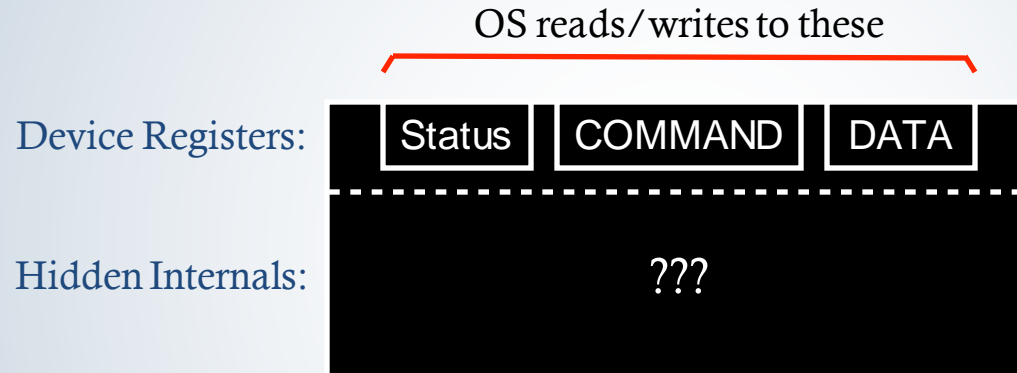 OS reads/writes to these
Device Registers: Status COMMAND DATA
Hidden Internals: ???